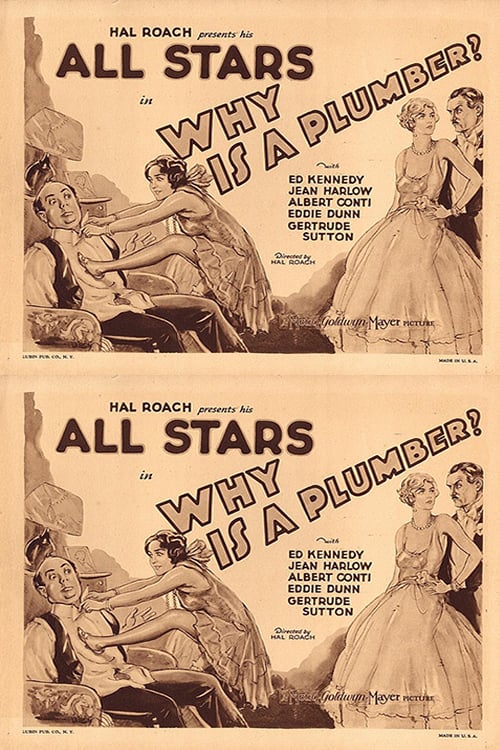 HAL ROACH presents his
ALL STARS
in
WHY
IS A PLUMBER?
with
ED KENNEDY
JEAN HARLOW
ALBERT CONTI
EDDIE DUNN
GERTRUDE
SUTTON
Directed by
HAL ROACH
Metro Goldwyn-Mayer PICTURE
LUBIN PUB. CO., N. Y.
MADE IN U. S. A.
HAL ROACH presents his
ALL STARS
in
WHY
IS A PLUMBER?
with
ED KENNEDY
JEAN HARLOW
ALBERT CONTI
EDDIE DUNN
GERTRUDE
SUTTON
Directed by
HAL ROACH
Metro Goldwyn-Mayer PICTURE
LUBIN PUB. CO., N. Y.
MADE IN U. S. A.